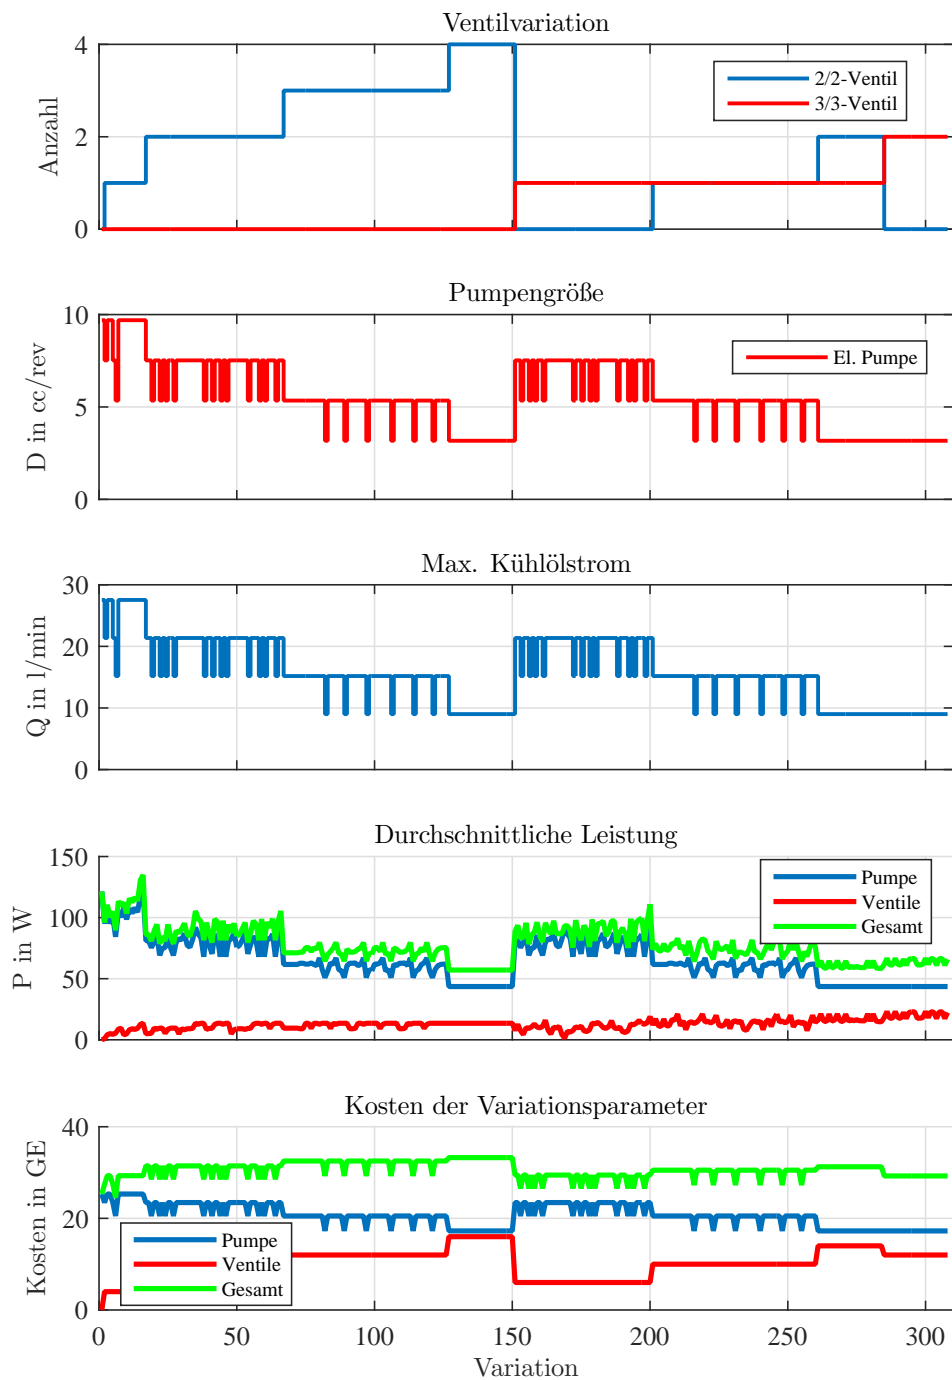 Ventilvariation
4
2
0
Anzahl
2/2-Ventil
3/3-Ventil
Pumpengröße
10
5
0
D in cc/rev
El. Pumpe
Max. Kühlölstrom
30
20
10
0
Q in l/min
Durchschnittliche Leistung
150
100
50
0
P in W
Pumpe
Ventile
Gesamt
Kosten der Variationsparameter
40
20
0
Kosten in GE
Pumpe
Ventile
Gesamt
0 50 100 150 200 250 300
Variation